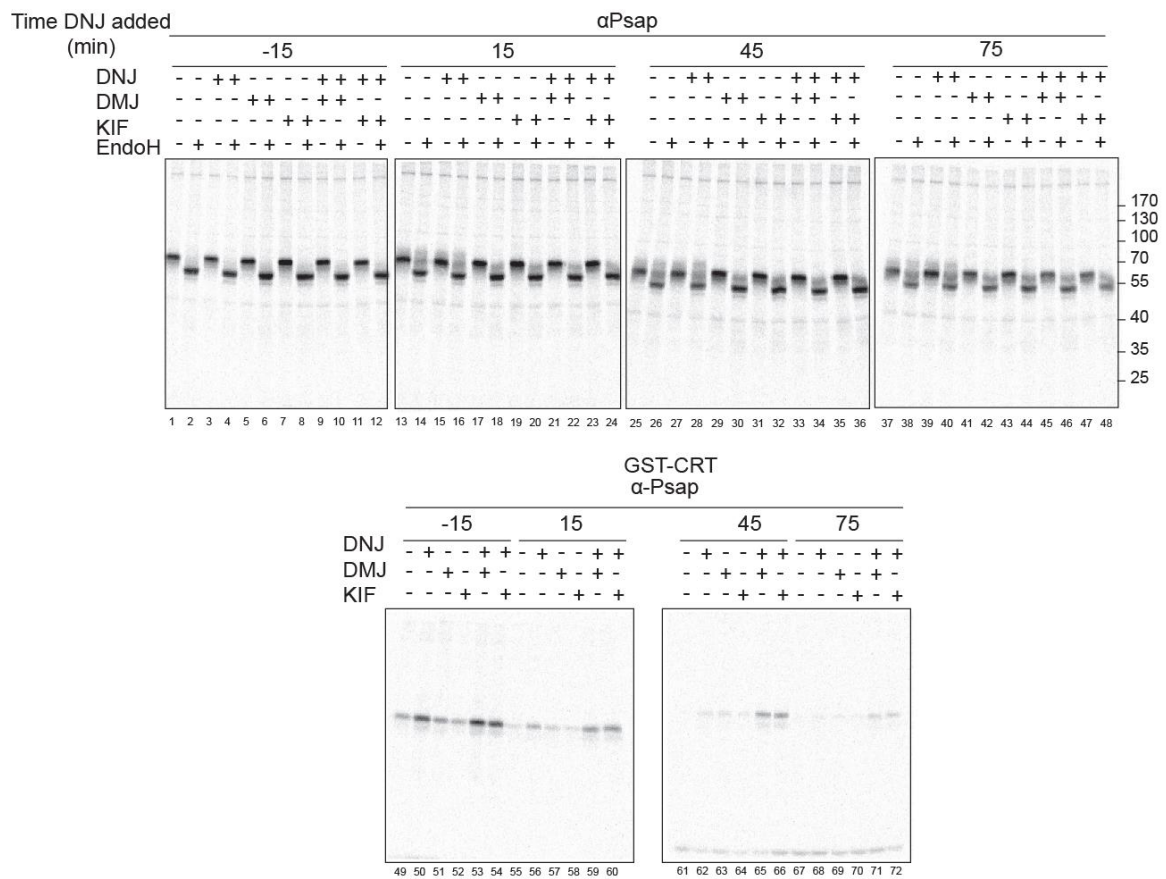 Time DNJ added αPsap
(min) -15 15 45 75
DNJ - - + + - - - - + + + + - - + + - - - - + + + + - - + + - - - - + + + + - - + + - - - - + + + +
DMJ - - - - + + - - + + - - - - - - + + - - + + - - - - - - + + - - + + - - - - - - + + - - + + - -
KIF - - - - - - + + - - + + - - - - - - + + - - + + - - - - - - + + - - + + - - - - - - + + - - + +
EndoH - + - + - + - + - + - + - + - + - + - + - + - + - + - + - + - + - + - + - + - + - + - + - + - +
170
130
100
70
55
40
35
25
1 2 3 4 5 6 7 8 9 10 11 12 13 14 15 16 17 18 19 20 21 22 23 24 25 26 27 28 29 30 31 32 33 34 35 36 37 38 39 40 41 42 43 44 45 46 47 48
GST-CRT
α-Psap
-15 15 45 75
DNJ - + - - + + - + - - + + - + - - + + - + - - + +
DMJ - - + - + - - - + - + - - - + - + - - - + - + -
KIF - - - + - + - - - + - + - - - + - + - - - + - +
49 50 51 52 53 54 55 56 57 58 59 60 61 62 63 64 65 66 67 68 69 70 71 72